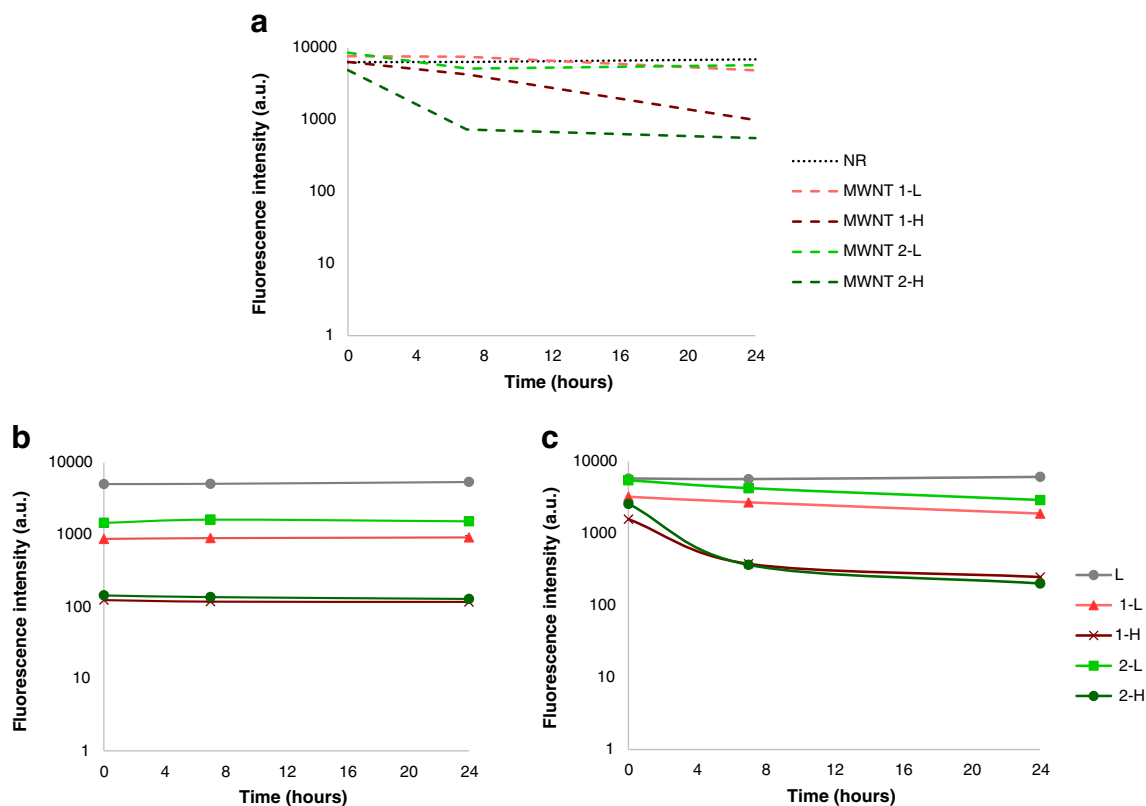 a
Fluorescence intensity (a.u.)
10000
1000
100
10
1
0 4 8 12 16 20 24
Time (hours)
NR
MWNT 1-L
MWNT 1-H
MWNT 2-L
MWNT 2-H
b
Fluorescence intensity (a.u.)
10000
1000
100
10
1
0 4 8 12 16 20 24
Time (hours)
c
Fluorescence intensity (a.u.)
10000
1000
100
10
1
0 4 8 12 16 20 24
Time (hours)
L
1-L
1-H
2-L
2-H